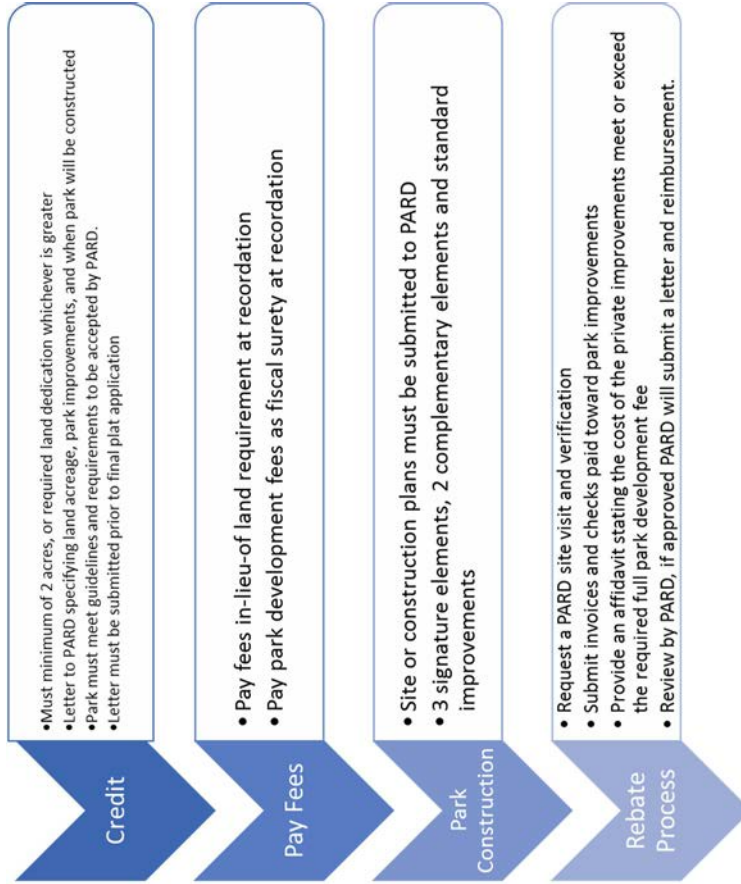 Credit
•Must minimum of 2 acres, or required land dedication whichever is greater
•Letter to PARD specifying land acreage, park improvements, and when park will be constructed
•Park must meet guidelines and requirements to be accepted by PARD.
•Letter must be submitted prior to final plat application
Pay Fees
• Pay fees in-lieu-of land requirement at recordation
• Pay park development fees as fiscal surety at recordation
Park
Construction
• Site or construction plans must be submitted to PARD
• 3 signature elements, 2 complementary elements and standard
improvements
Rebate
Process
• Request a PARD site visit and verification
• Submit invoices and checks paid toward park improvements
• Provide an affidavit stating the cost of the private improvements meet or exceed
the required full park development fee
• Review by PARD, if approved PARD will submit a letter and reimbursement.